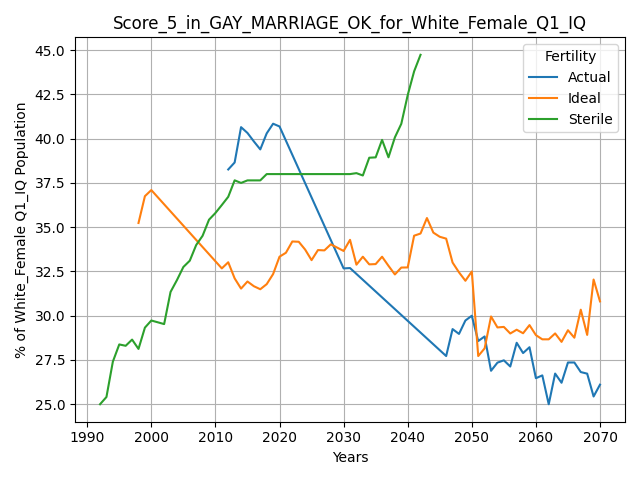 Score_5_in_GAY_MARRIAGE_OK_for_White_Female_Q1_IQ
Fertility
Actual
Ideal
Sterile
% of White_Female Q1_IQ Population
45.0
42.5
40.0
37.5
35.0
32.5
30.0
27.5
25.0
1990 2000 2010 2020 2030 2040 2050 2060 2070
Years